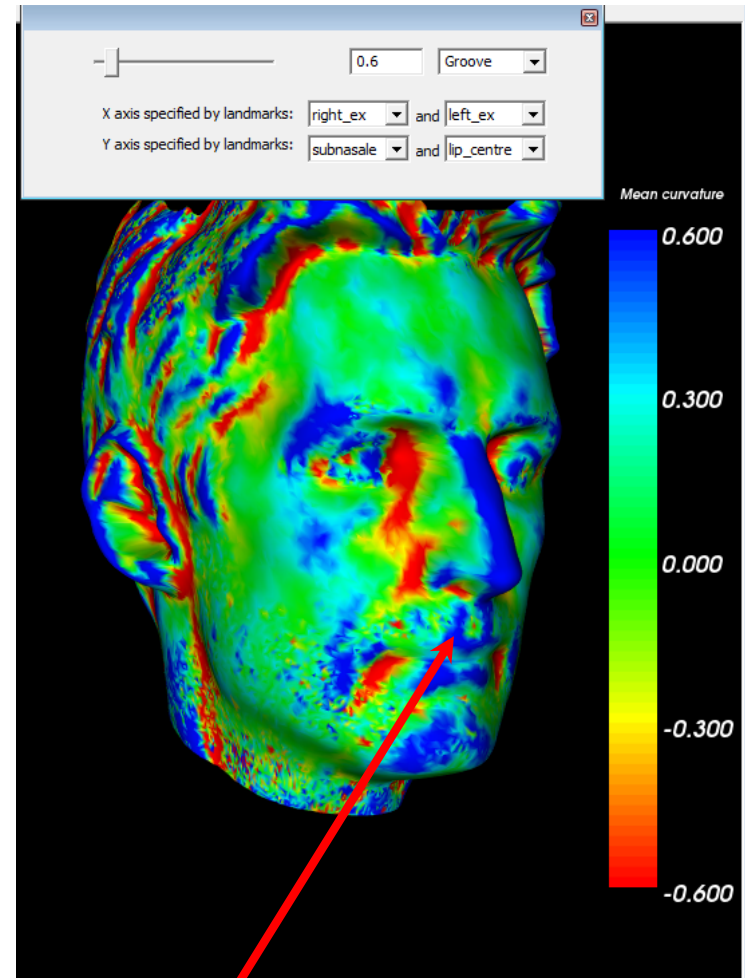 0.6 Groove
X axis specified by landmarks: right_ex and left_ex
Y axis specified by landmarks: subnasale and lip_centre
Mean curvature
0.600
0.300
0.000
-0.300
-0.600